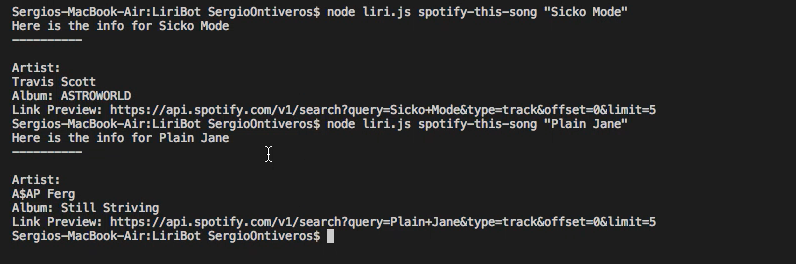 Sergios-MacBook-Air:LiriBot SergioOntiveros$ node liri.js spotify-this-song "Sicko Mode"
Here is the info for Sicko Mode
——————————
Artist:
Travis Scott
Album: ASTROWORLD
Link Preview: https://api.spotify.com/v1/search?query=Sicko+Mode&type=track&offset=0&limit=5
Sergios-MacBook-Air:LiriBot SergioOntiveros$ node liri.js spotify-this-song "Plain Jane"
Here is the info for Plain Jane
——————————
Artist:
A$AP Ferg
Album: Still Striving
Link Preview: https://api.spotify.com/v1/search?query=Plain+Jane&type=track&offset=0&limit=5
Sergios-MacBook-Air:LiriBot SergioOntiveros$